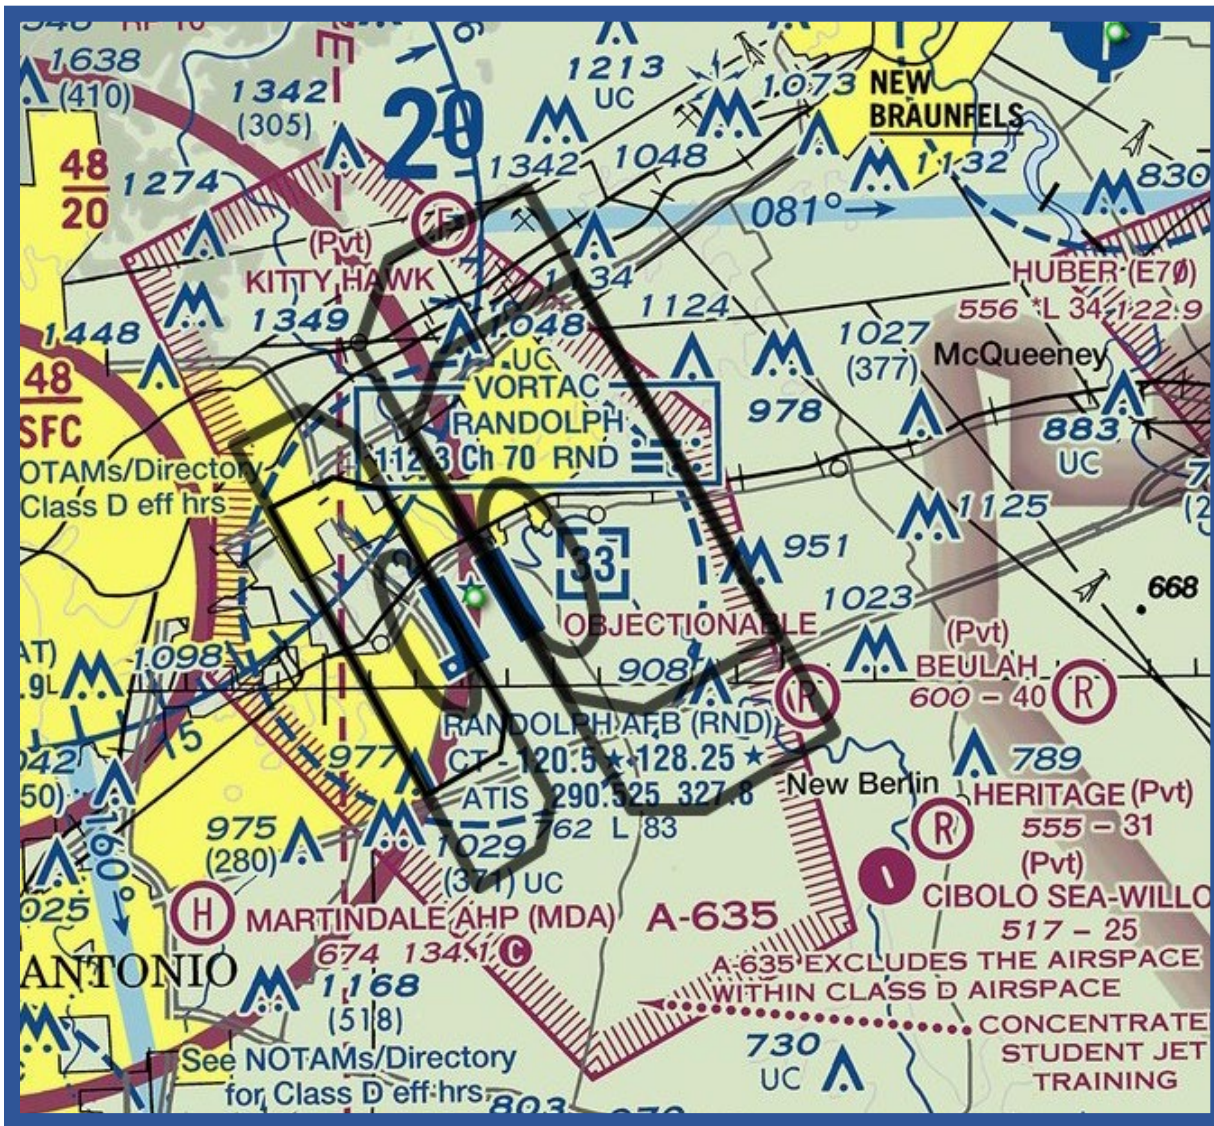 1638
(410)
1342
(305)
1213
UC
1073
NEW
BRAUNFELS
48
20
1274
20
1342
1048
1132
830
081°
(Pvt)
KITTY HAWK
F
HUBER (E70)
556 *L 34 122.9
1448
1349
1048
UC
1124
1027
(377)
McQueeney
48
SFC
VORTAC
RANDOLPH
112.3 Ch 70 RND
978
883
UC
NOTAMs/Directory
Class D eff hrs
1125
33
951
668
OBJECTIONABLE
1023
1098
(Pvt)
BEULAH
600 - 40
R
908
R
RANDOLPH AFB (RND)
CT - 120.5 ★ 128.25 ★
977
789
ATIS 290.525 327.8
New Berlin
762 L 83
HERITAGE (Pvt)
555 - 31
R
975
(280)
1029
(371) UC
160°
(Pvt)
CIBOLO SEA-WILLO
517 - 25
H
MARTINDALE AHP (MDA)
674 134.1 C
A-635
ANTONIO
1168
(518)
A-635 EXCLUDES THE AIRSPACE
WITHIN CLASS D AIRSPACE
CONCENTRATE
STUDENT JET
TRAINING
See NOTAMs/Directory
for Class D eff hrs
730
UC
803